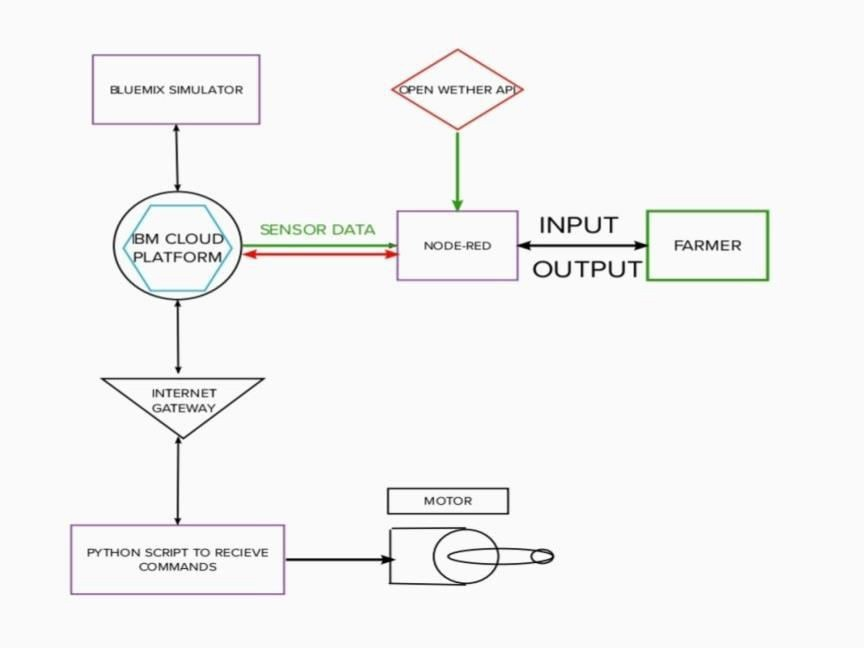 BLUEMIX SIMULATOR
OPEN WETHER API
IBM CLOUD
PLATFORM
SENSOR DATA
NODE-RED
INPUT
OUTPUT
FARMER
INTERNET
GATEWAY
MOTOR
PYTHON SCRIPT TO RECIEVE
COMMANDS